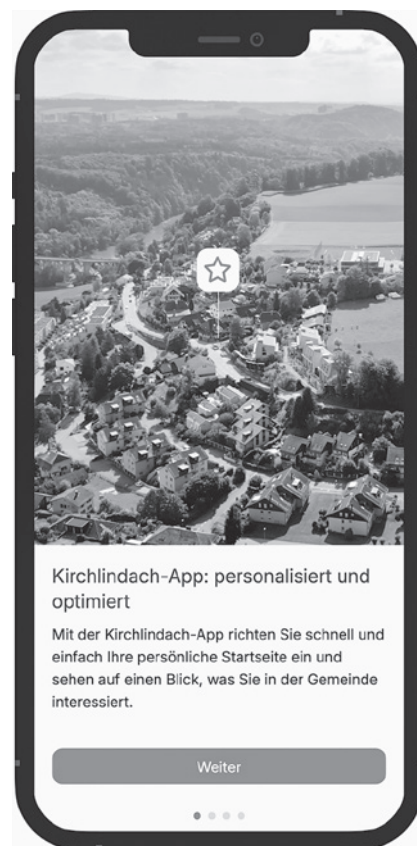 Kirchlindach-App: personalisiert und
optimiert
Mit der Kirchlindach-App richten Sie schnell und
einfach Ihre persönliche Startseite ein und
sehen auf einen Blick, was Sie in der Gemeinde
interessiert.
Weiter